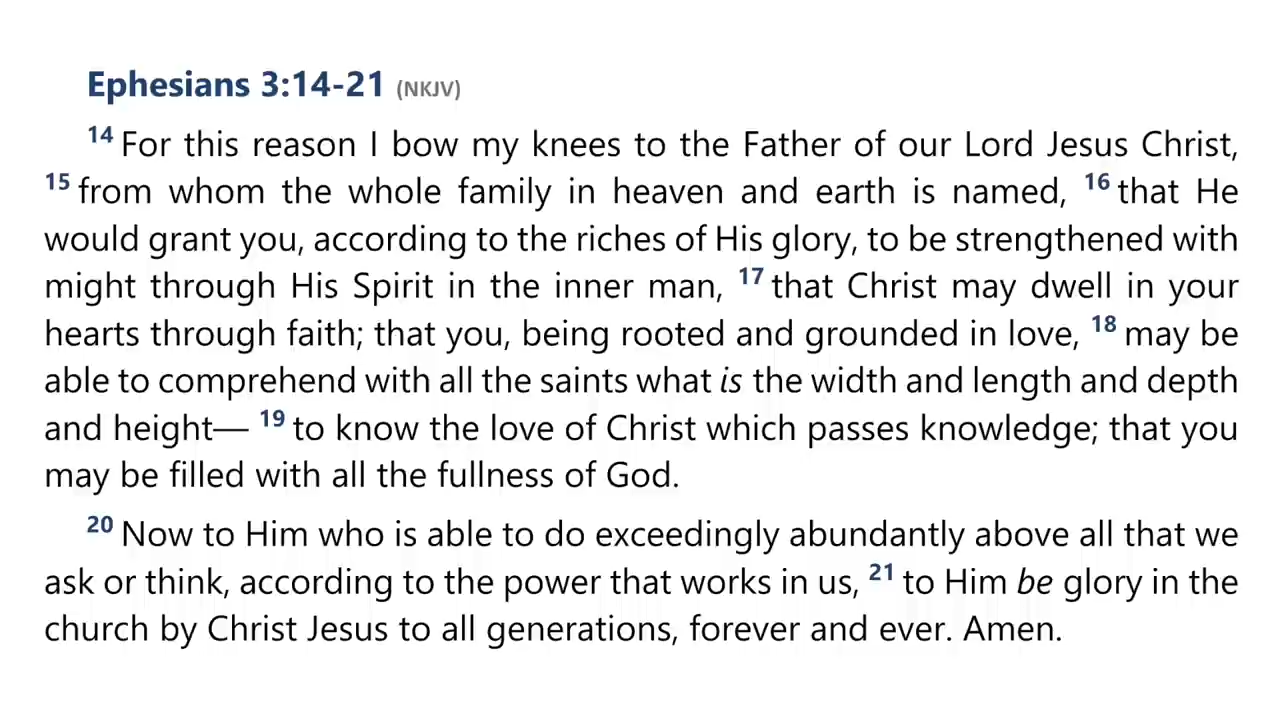 Ephesians 3:14-21 (NKJV)
14 For this reason I bow my knees to the Father of our Lord Jesus Christ,
15 from whom the whole family in heaven and earth is named, 16 that He
would grant you, according to the riches of His glory, to be strengthened with
might through His Spirit in the inner man, 17 that Christ may dwell in your
hearts through faith; that you, being rooted and grounded in love, 18 may be
able to comprehend with all the saints what is the width and length and depth
and height— 19 to know the love of Christ which passes knowledge; that you
may be filled with all the fullness of God.
20 Now to Him who is able to do exceedingly abundantly above all that we
ask or think, according to the power that works in us, 21 to Him be glory in the
church by Christ Jesus to all generations, forever and ever. Amen.